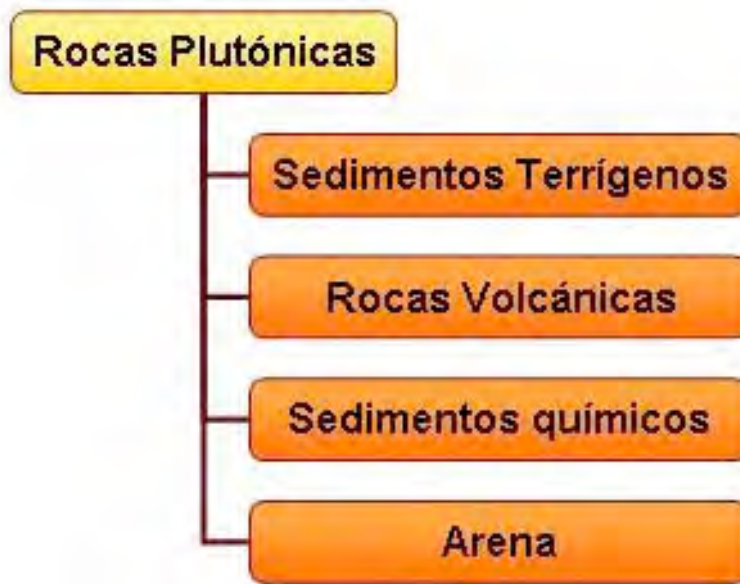 Rocas Plutónicas
Sedimentos Terrígenos
Rocas Volcánicas
Sedimentos químicos
Arena